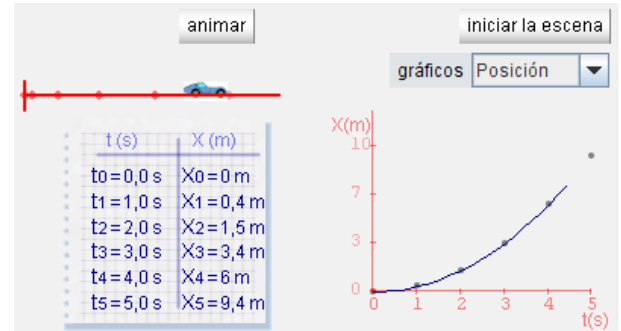 animar
iniciar la escena
gráficos Posición
t (s) X (m)
t0=0,0 s X0=0 m
t1=1,0 s X1=0,4 m
t2=2,0 s X2=1,5 m
t3=3,0 s X3=3,4 m
t4=4,0 s X4=6 m
t5=5,0 s X5=9,4 m
X(m)
10
7
3
0
0 1 2 3 4 5
t(s)